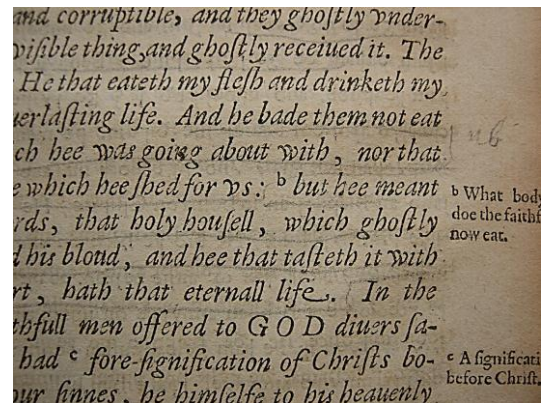 and corruptible, and they ghoſtly vnder-
viſible thing, and ghoſtly receiued it. The
He that eateth my fleſh and drinketh my
uerlaſting life. And he bade them not eat
ch hee was going about with, nor that
e which hee ſhed for vs: b but hee meant
rds, that holy houſell, which ghoſtly
d his bloud, and hee that taſteth it with
rt, hath that eternall life. In the
thfull men offered to GOD diuers ſa-
had c fore-ſignification of Chriſts bo-
our ſinnes, he himſelfe to his heauenly
b What body
doe the faithf
now eat.
c A ſignificati
before Chriſt.